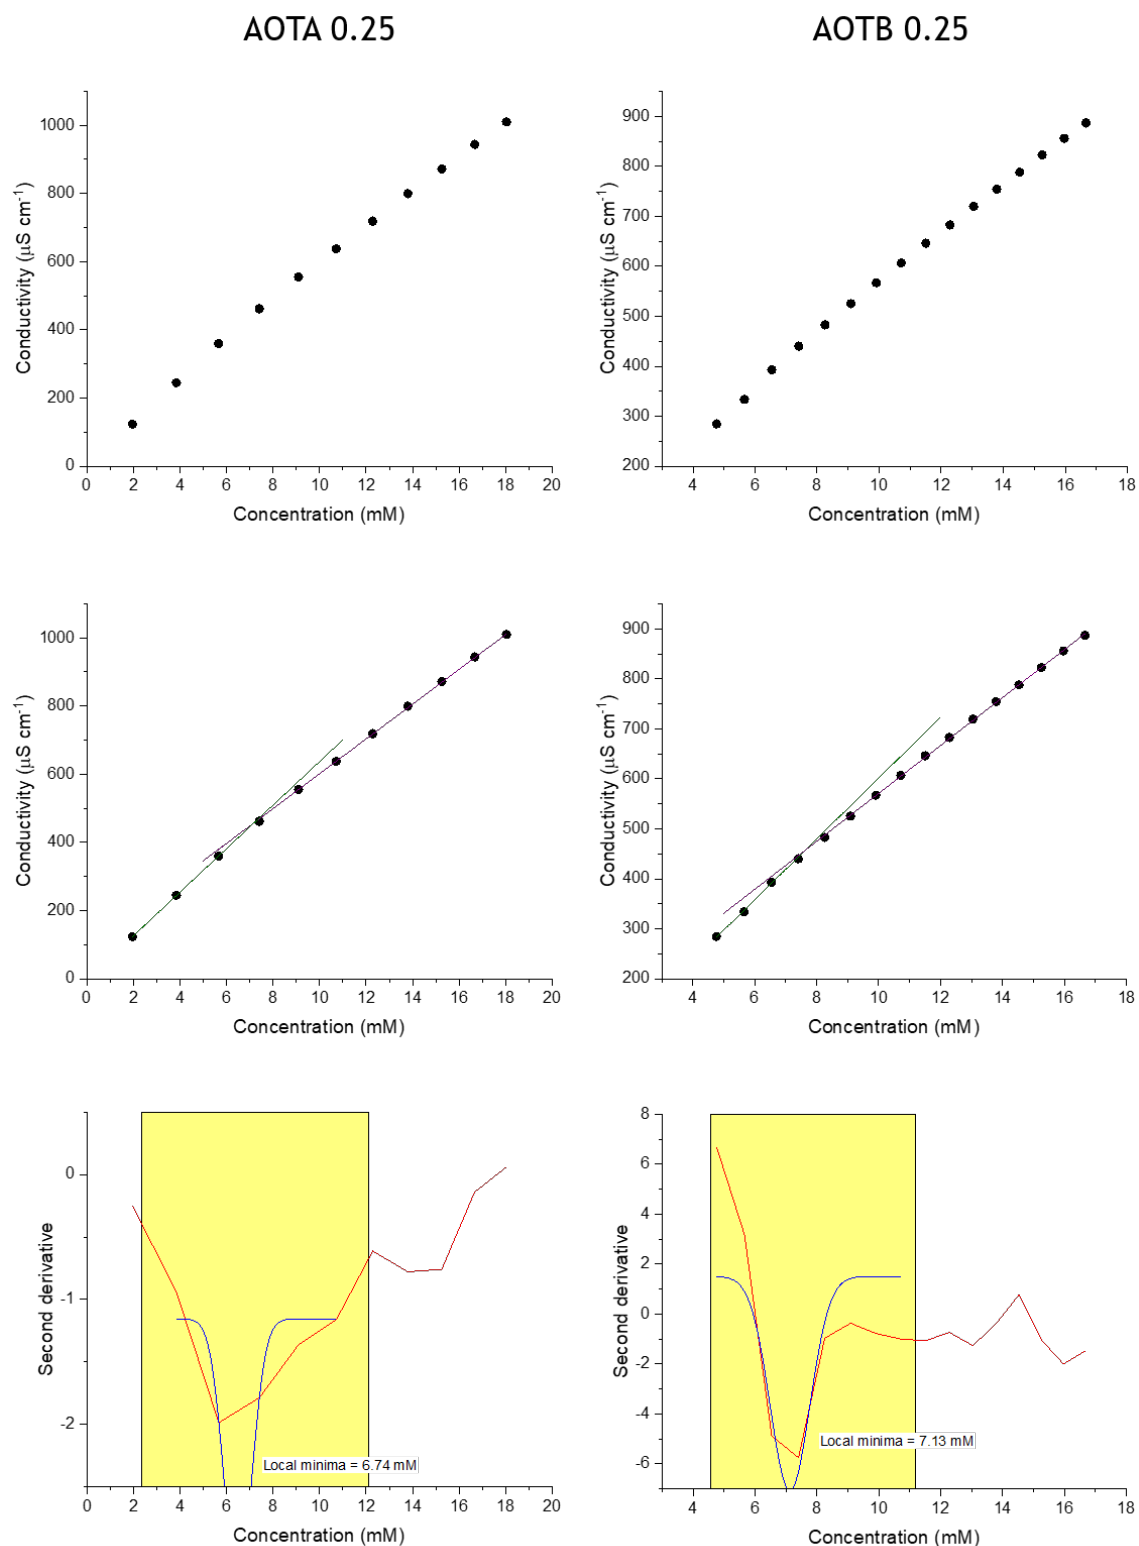 AOTA 0.25
AOTB 0.25
1000
800
600
400
200
0
Conductivity (μS cm⁻¹)
0 2 4 6 8 10 12 14 16 18 20
Concentration (mM)
900
800
700
600
500
400
300
200
Conductivity (μS cm⁻¹)
4 6 8 10 12 14 16 18
Concentration (mM)
1000
800
600
400
200
0
Conductivity (μS cm⁻¹)
0 2 4 6 8 10 12 14 16 18 20
Concentration (mM)
900
800
700
600
500
400
300
200
Conductivity (μS cm⁻¹)
4 6 8 10 12 14 16 18
Concentration (mM)
0
-1
-2
Second derivative
Local minima = 6.74 mM
0 2 4 6 8 10 12 14 16 18 20
Concentration (mM)
8
6
4
2
0
-2
-4
-6
Second derivative
Local minima = 7.13 mM
4 6 8 10 12 14 16 18
Concentration (mM)